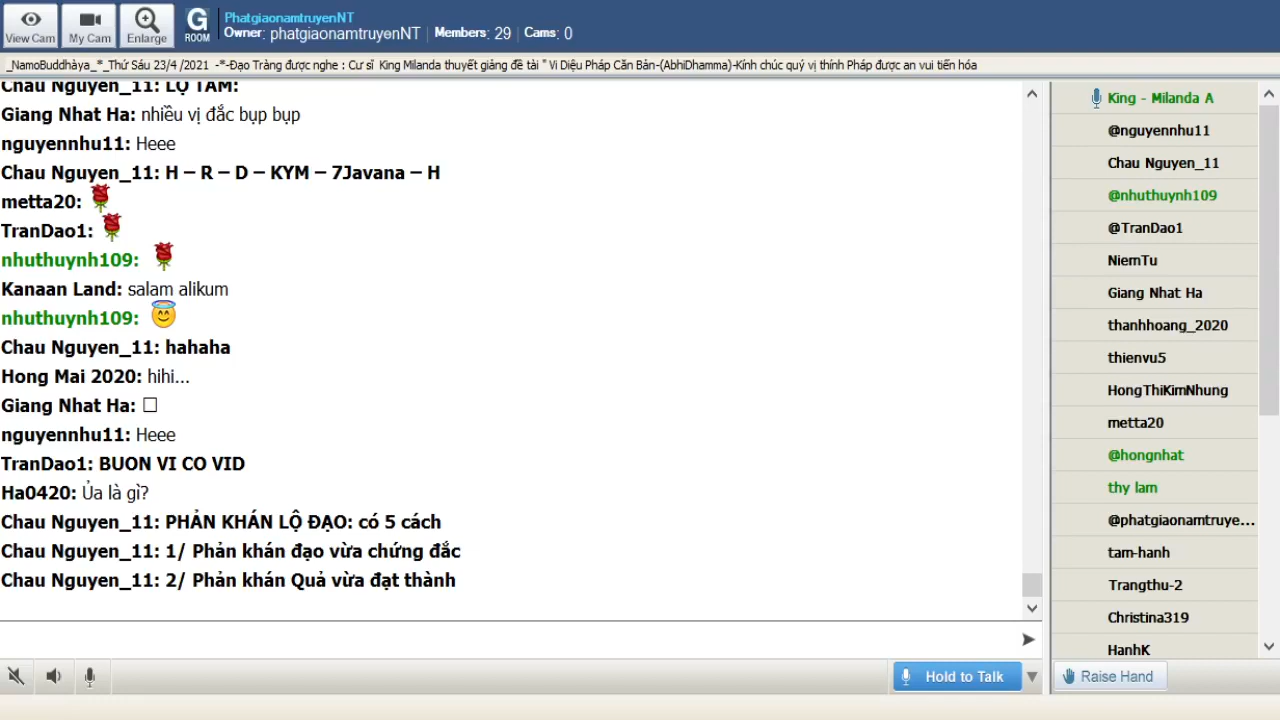 View Cam
My Cam
Enlarge
G
ROOM
PhatgiaonamtruyenNT
Owner: phatgiaonamtruyenNT | Members: 29 | Cams: 0
_NamoBuddhàya_*_Thứ Sáu 23/4 /2021 -*-Đạo Tràng được nghe : Cư sĩ King Milanda thuyết giảng đề tài " Vi Diệu Pháp Căn Bản-(AbhiDhamma)-Kính chúc quý vị thính Pháp được an vui tiến hóa
Chau Nguyen_11: LỘ TÂM:
Giang Nhat Ha: nhiều vị đắc bụp bụp
nguyennhu11: Heee
Chau Nguyen_11: H – R – D – KYM – 7Javana – H
metta20:
TranDao1:
nhuthuynh109:
Kanaan Land: salam alikum
nhuthuynh109:
Chau Nguyen_11: hahaha
Hong Mai 2020: hihi...
Giang Nhat Ha: □
nguyennhu11: Heee
TranDao1: BUON VI CO VID
Ha0420: Ủa là gì?
Chau Nguyen_11: PHẢN KHÁN LỘ ĐẠO: có 5 cách
Chau Nguyen_11: 1/ Phản khán đạo vừa chứng đắc
Chau Nguyen_11: 2/ Phản khán Quả vừa đạt thành
King - Milanda A
@nguyennhu11
Chau Nguyen_11
@nhuthuynh109
@TranDao1
NiemTu
Giang Nhat Ha
thanhhoang_2020
thienvu5
HongThiKimNhung
metta20
@hongnhat
thy lam
@phatgiaonamtruye...
tam-hanh
Trangthu-2
Christina319
HanhK
Hold to Talk
Raise Hand